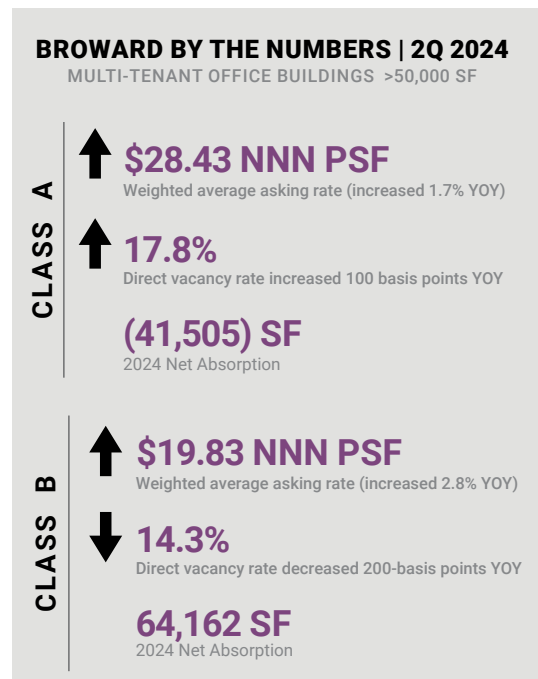 BROWARD BY THE NUMBERS | 2Q 2024
MULTI-TENANT OFFICE BUILDINGS >50,000 SF
CLASS A
$28.43 NNN PSF
Weighted average asking rate (increased 1.7% YOY)
17.8%
Direct vacancy rate increased 100 basis points YOY
(41,505) SF
2024 Net Absorption
CLASS B
$19.83 NNN PSF
Weighted average asking rate (increased 2.8% YOY)
14.3%
Direct vacancy rate decreased 200-basis points YOY
64,162 SF
2024 Net Absorption